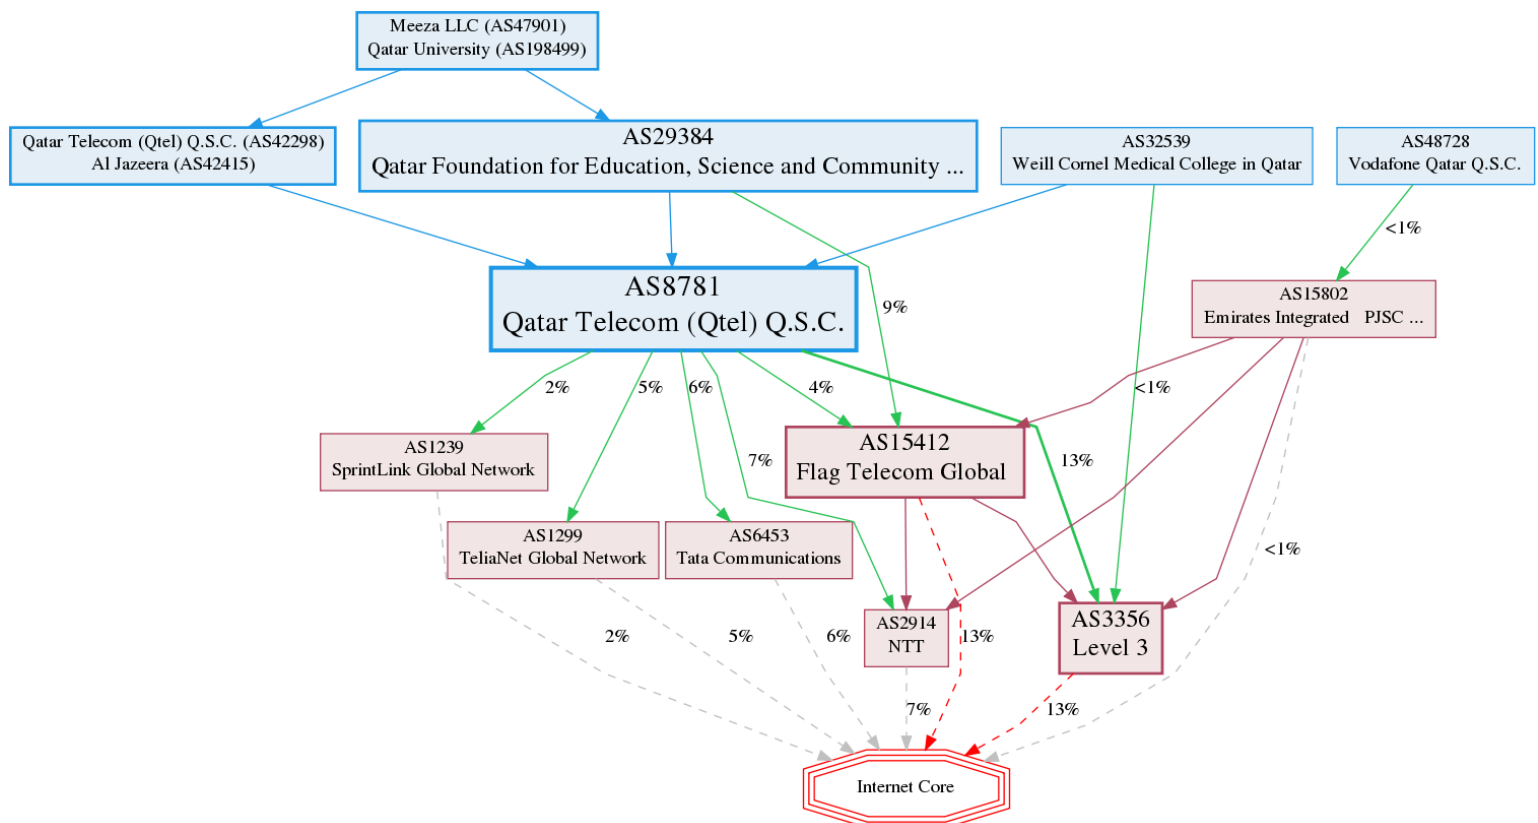 Meeza LLC (AS47901)
Qatar University (AS198499)
Qatar Telecom (Qtel) Q.S.C. (AS42298)
Al Jazeera (AS42415)
AS29384
Qatar Foundation for Education, Science and Community ...
AS32539
Weill Cornel Medical College in Qatar
AS48728
Vodafone Qatar Q.S.C.
<1%
AS8781
Qatar Telecom (Qtel) Q.S.C.
9%
AS15802
Emirates Integrated PJSC ...
2%
5%
6%
4%
<1%
AS1239
SprintLink Global Network
7%
AS15412
Flag Telecom Global
13%
AS1299
TeliaNet Global Network
AS6453
Tata Communications
<1%
AS2914
NTT
AS3356
Level 3
2%
5%
6%
13%
7%
13%
Internet Core